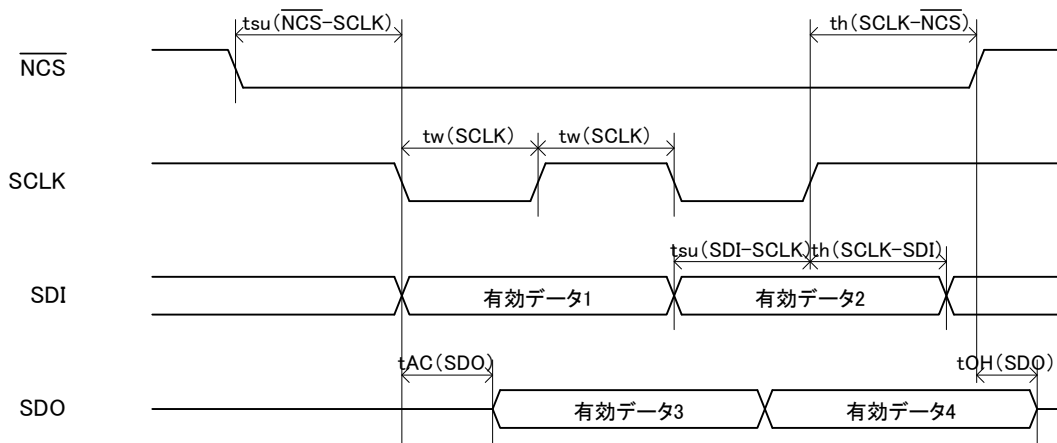 tsu(NCS-SCLK)
th(SCLK-NCS)
NCS
tw(SCLK)
tw(SCLK)
SCLK
tsu(SDI-SCLK)
th(SCLK-SDI)
SDI
有効データ1
有効データ2
tAC(SDO)
tOH(SDO)
SDO
有効データ3
有効データ4